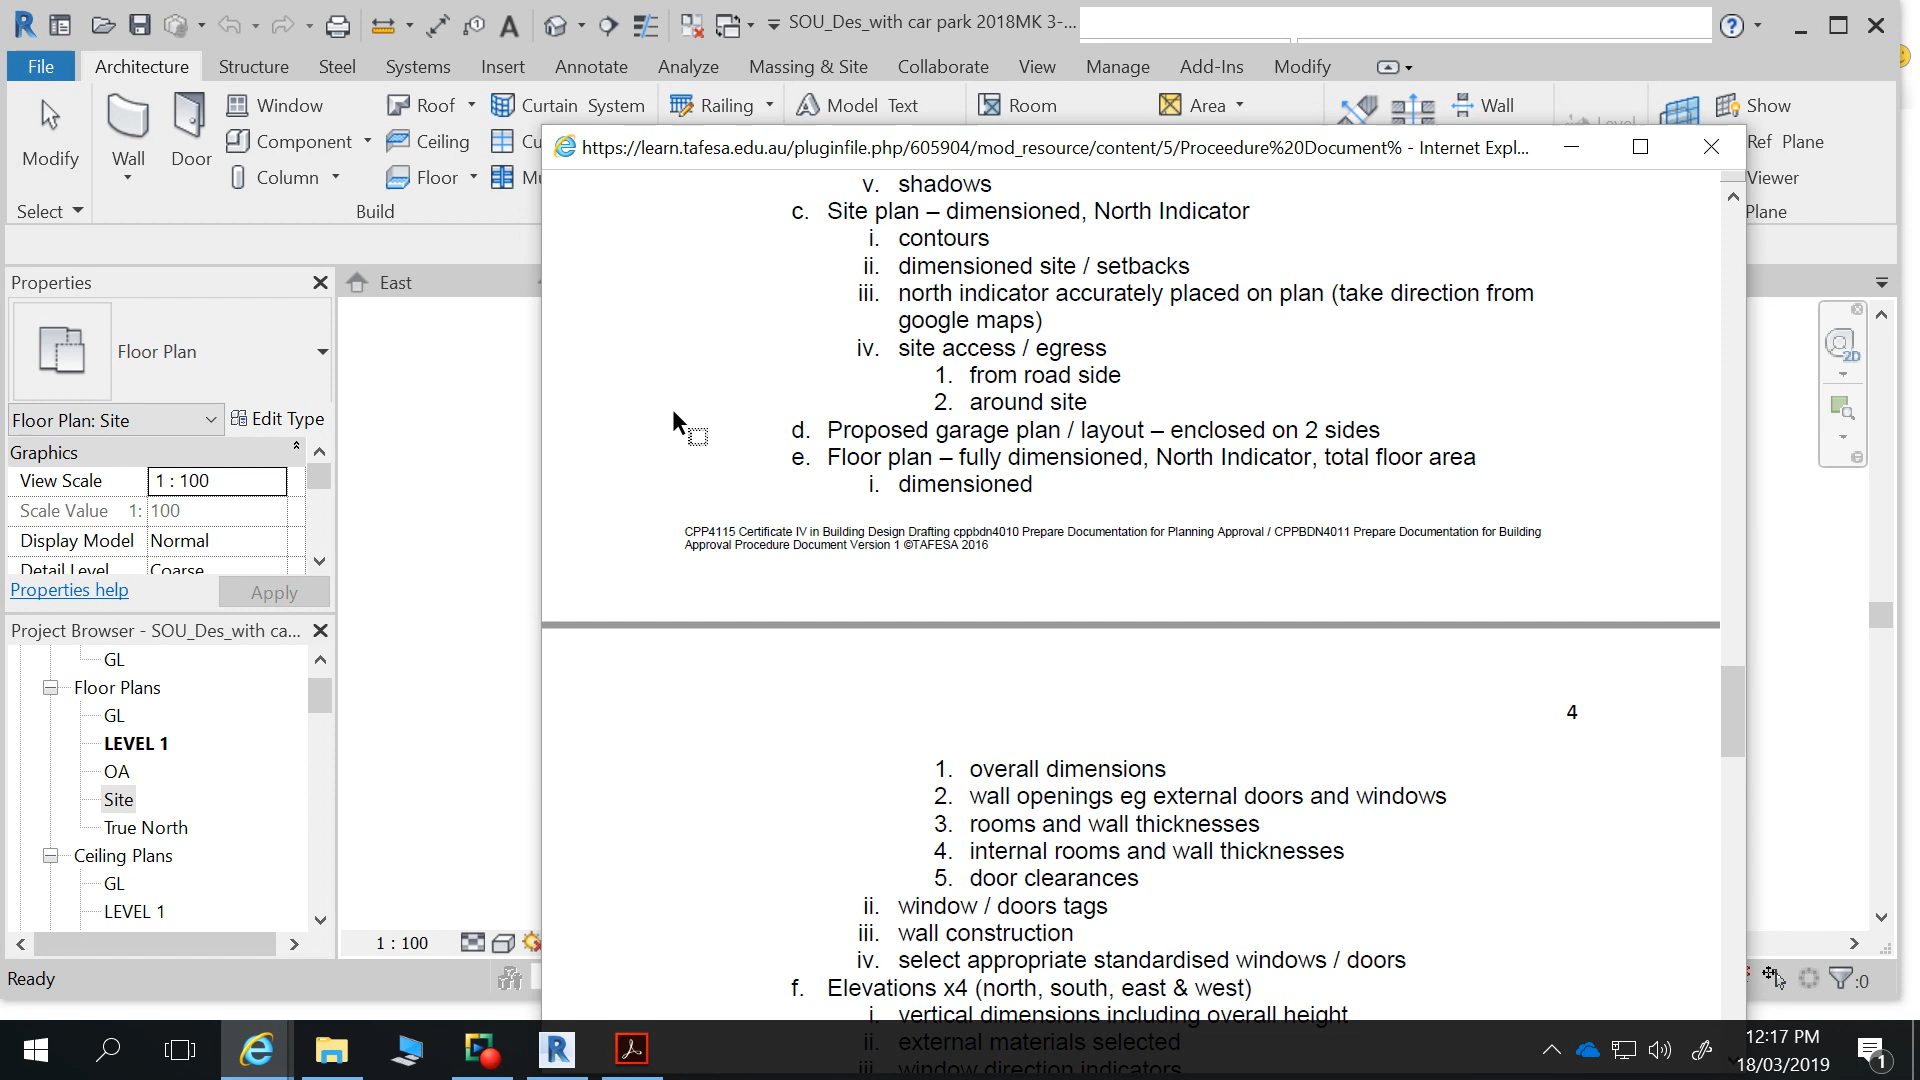 SOU_Des_with car park 2018MK 3-...
File Architecture Structure Steel Systems Insert Annotate Analyze Massing & Site Collaborate View Manage Add-Ins Modify
Window Roof Curtain System Railing Model Text Room Area Wall Show
Modify Wall Door Component Ceiling Cu Level Ref Plane
Column Floor Mu Viewer
Select Build Plane
https://learn.tafesa.edu.au/pluginfile.php/605904/mod_resource/content/5/Proceedure%20Document% - Internet Expl...
v. shadows
c. Site plan – dimensioned, North Indicator
i. contours
ii. dimensioned site / setbacks
iii. north indicator accurately placed on plan (take direction from
google maps)
iv. site access / egress
1. from road side
2. around site
d. Proposed garage plan / layout – enclosed on 2 sides
e. Floor plan – fully dimensioned, North Indicator, total floor area
i. dimensioned
CPP4115 Certificate IV in Building Design Drafting cppbdn4010 Prepare Documentation for Planning Approval / CPPBDN4011 Prepare Documentation for Building
Approval Procedure Document Version 1 ©TAFESA 2016
4
1. overall dimensions
2. wall openings eg external doors and windows
3. rooms and wall thicknesses
4. internal rooms and wall thicknesses
5. door clearances
ii. window / doors tags
iii. wall construction
iv. select appropriate standardised windows / doors
f. Elevations x4 (north, south, east & west)
i. vertical dimensions including overall height
ii. external materials selected
iii. window direction indicators
Properties
East
2D
Floor Plan
Floor Plan: Site Edit Type
Graphics
View Scale 1 : 100
Scale Value 1: 100
Display Model Normal
Detail Level Coarse
Properties help Apply
Project Browser - SOU_Des_with ca...
GL
Floor Plans
GL
LEVEL 1
OA
Site
True North
Ceiling Plans
GL
LEVEL 1
1 : 100
Ready
:0
12:17 PM
18/03/2019
1